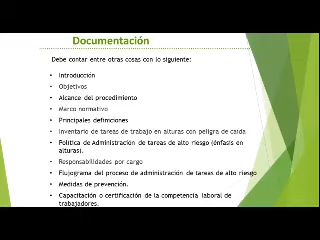 Documentación
Debe contar entre otras cosas con lo siguiente:
• Introducción
• Objetivos
• Alcance del procedimiento
• Marco normativo
• Principales definiciones
• Inventario de tareas de trabajo en alturas con peligra de caída
• Política de Administración de tareas de alto riesgo (énfasis en
alturas).
• Responsabilidades por cargo
• Flujograma del proceso de administración de tareas de alto riesgo
• Medidas de prevención.
• Capacitación o certificación de la competencia laboral de
trabajadores.